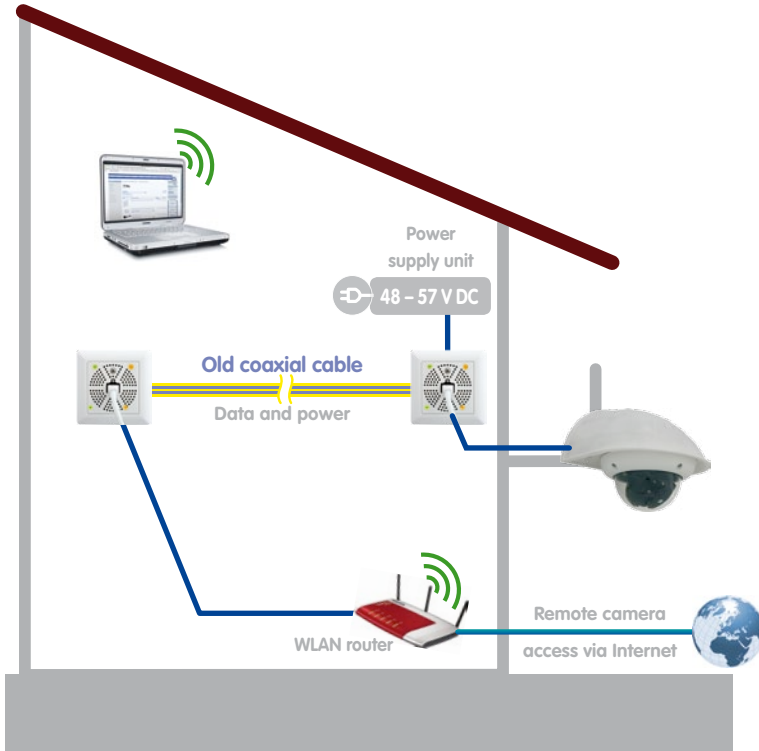 Power
supply unit
48 – 57 V DC
Old coaxial cable
Data and power
WLAN router
Remote camera
access via Internet